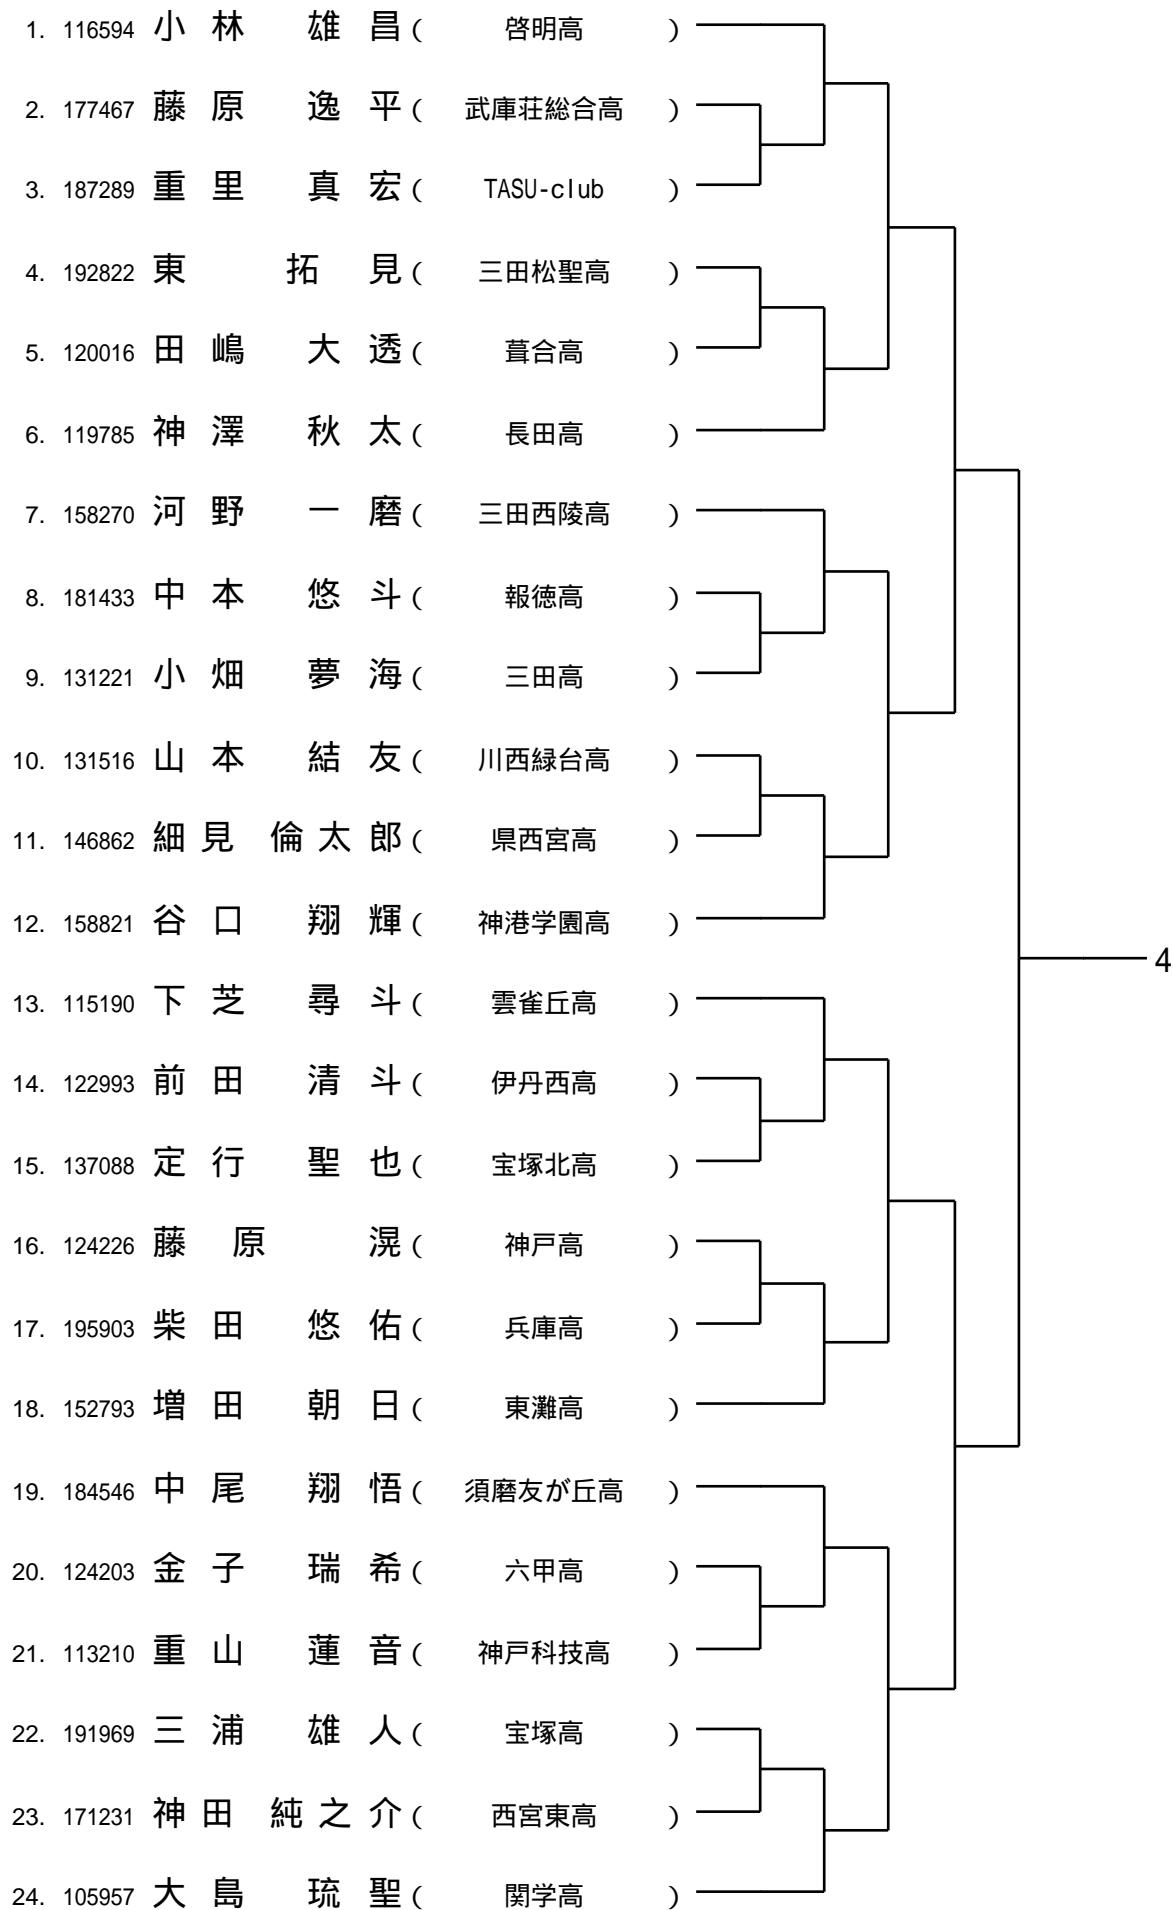 1. 116594 小林 雄昌 ( 啓明高 )
2. 177467 藤原 逸平 ( 武庫荘総合高 )
3. 187289 重里 真宏 ( TASU-club )
4. 192822 東 拓見 ( 三田松聖高 )
5. 120016 田嶋 大透 ( 葺合高 )
6. 119785 神澤 秋太 ( 長田高 )
7. 158270 河野 一磨 ( 三田西陵高 )
8. 181433 中本 悠斗 ( 報徳高 )
9. 131221 小畑 夢海 ( 三田高 )
10. 131516 山本 結友 ( 川西緑台高 )
11. 146862 細見 倫太郎 ( 県西宮高 )
12. 158821 谷口 翔輝 ( 神港学園高 )
4
13. 115190 下芝 尋斗 ( 雲雀丘高 )
14. 122993 前田 清斗 ( 伊丹西高 )
15. 137088 定行 聖也 ( 宝塚北高 )
16. 124226 藤原 滉 ( 神戸高 )
17. 195903 柴田 悠佑 ( 兵庫高 )
18. 152793 増田 朝日 ( 東灘高 )
19. 184546 中尾 翔悟 ( 須磨友が丘高 )
20. 124203 金子 瑞希 ( 六甲高 )
21. 113210 重山 蓮音 ( 神戸科技高 )
22. 191969 三浦 雄人 ( 宝塚高 )
23. 171231 神田 純之介 ( 西宮東高 )
24. 105957 大島 琉聖 ( 関学高 )